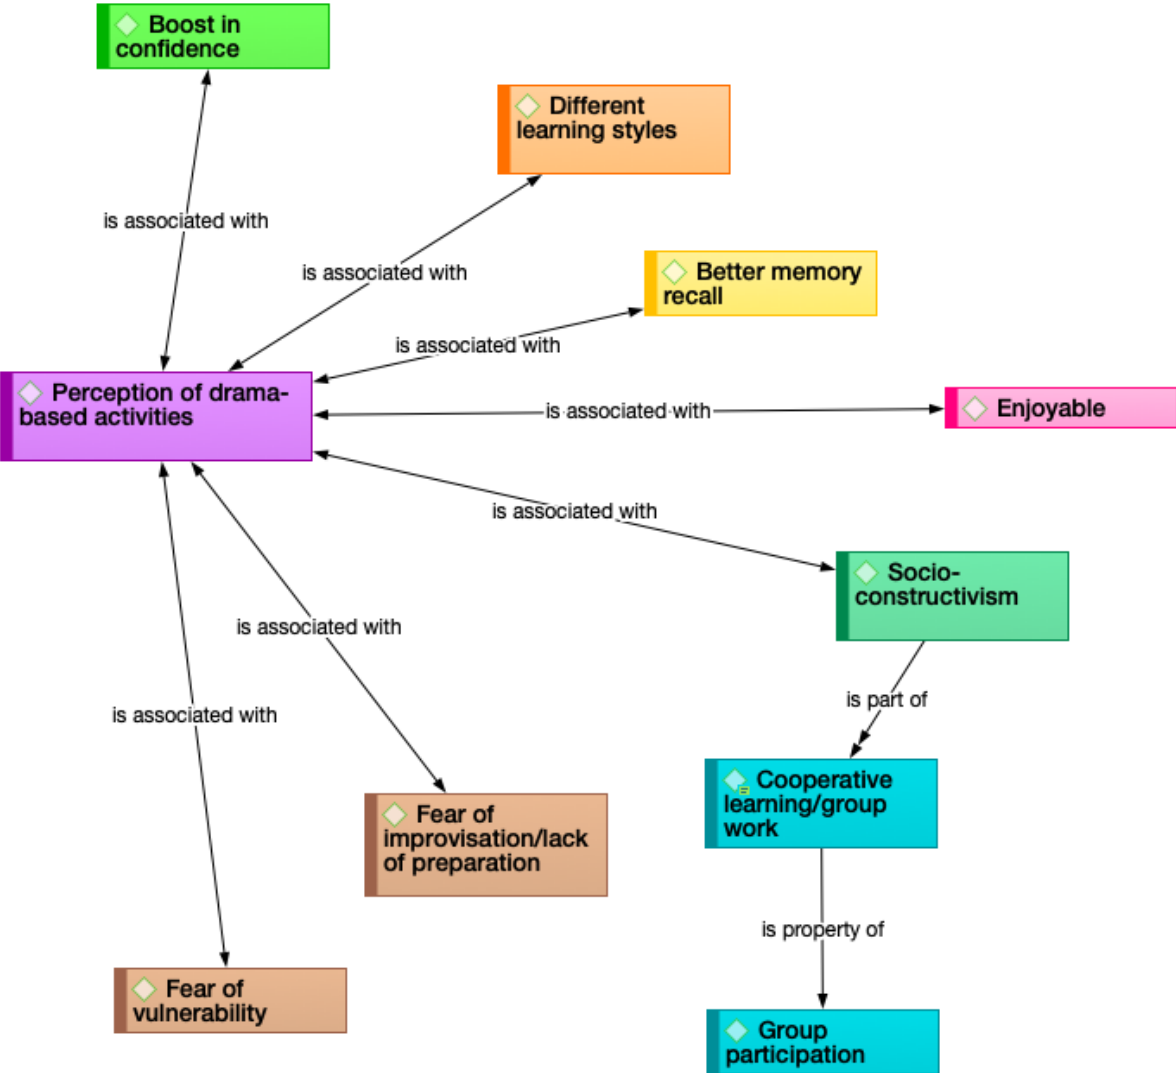 Boost in
confidence
Different
learning styles
is associated with
is associated with
Better memory
recall
is associated with
Perception of drama-
based activities
is associated with
Enjoyable
is associated with
Socio-
constructivism
is associated with
is part of
is associated with
Cooperative
learning/group
work
Fear of
improvisation/lack
of preparation
is property of
Fear of
vulnerability
Group
participation